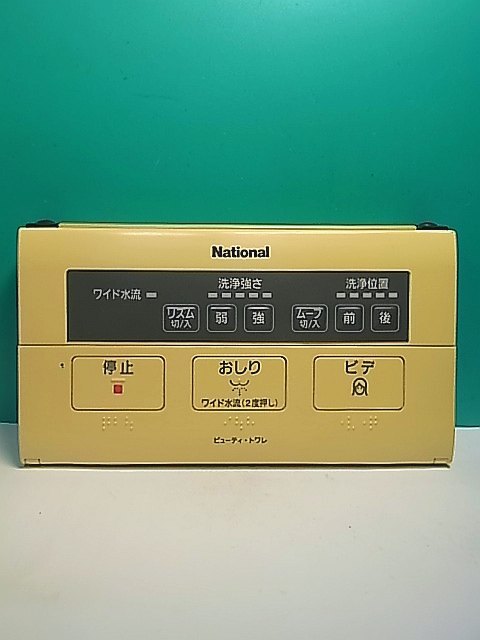 National
洗浄強さ 洗浄位置
ワイド水流
リズム 切/入 弱 強 ムーブ 切/入 前 後
停止 おしり ビデ
ワイド水流(2度押し)
ビューティ・トワレ